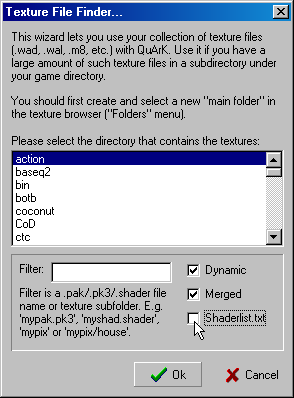 Texture File Finder...
This wizard lets you use your collection of texture files
(.wad, .wal, .m8, etc.) with QuArK. Use it if you have a
large amount of such texture files in a subdirectory under
your game directory.
You should first create and select a new "main folder" in
the texture browser ("Folders" menu).
Please select the directory that contains the textures:
action
baseq2
bin
botb
coconut
CoD
ctc
Filter:
Filter is a .pak/.pk3/.shader file
name or texture subfolder. E.g.
'mypak.pk3', 'myshad.shader',
'mypix' or 'mypix/house'.
Dynamic
Merged
Shaderlist.txt
Ok
Cancel